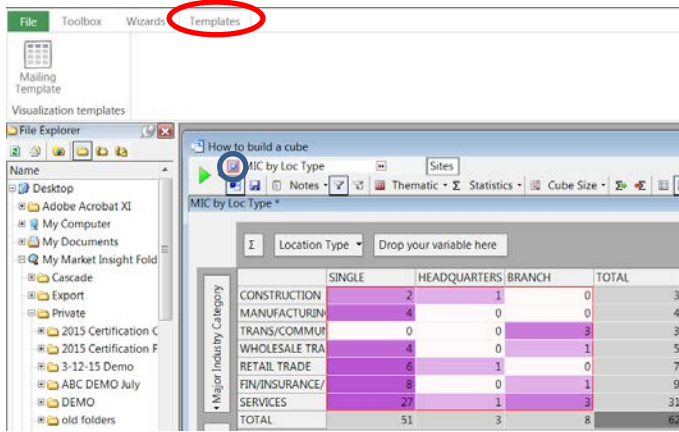 File Toolbox Wizards Templates
Mailing
Template
Visualization templates
File Explorer
Name
Desktop
Adobe Acrobat XI
My Computer
My Documents
My Market Insight Fold
Cascade
Export
Private
2015 Certification C
2015 Certification F
3-12-15 Demo
ABC DEMO July
DEMO
old folders
How to build a cube
MIC by Loc Type Sites
Notes Thematic Σ Statistics Cube Size Σ Σ
MIC by Loc Type *
Σ Location Type Drop your variable here
Major Industry Category
SINGLE HEADQUARTERS BRANCH TOTAL
CONSTRUCTION 2 1 0 3
MANUFACTURIN 4 0 0 4
TRANS/COMMUN 0 0 3 3
WHOLESALE TRA 4 0 1 5
RETAIL TRADE 6 1 0 7
FIN/INSURANCE/ 8 0 1 9
SERVICES 27 1 3 31
TOTAL 51 3 8 62